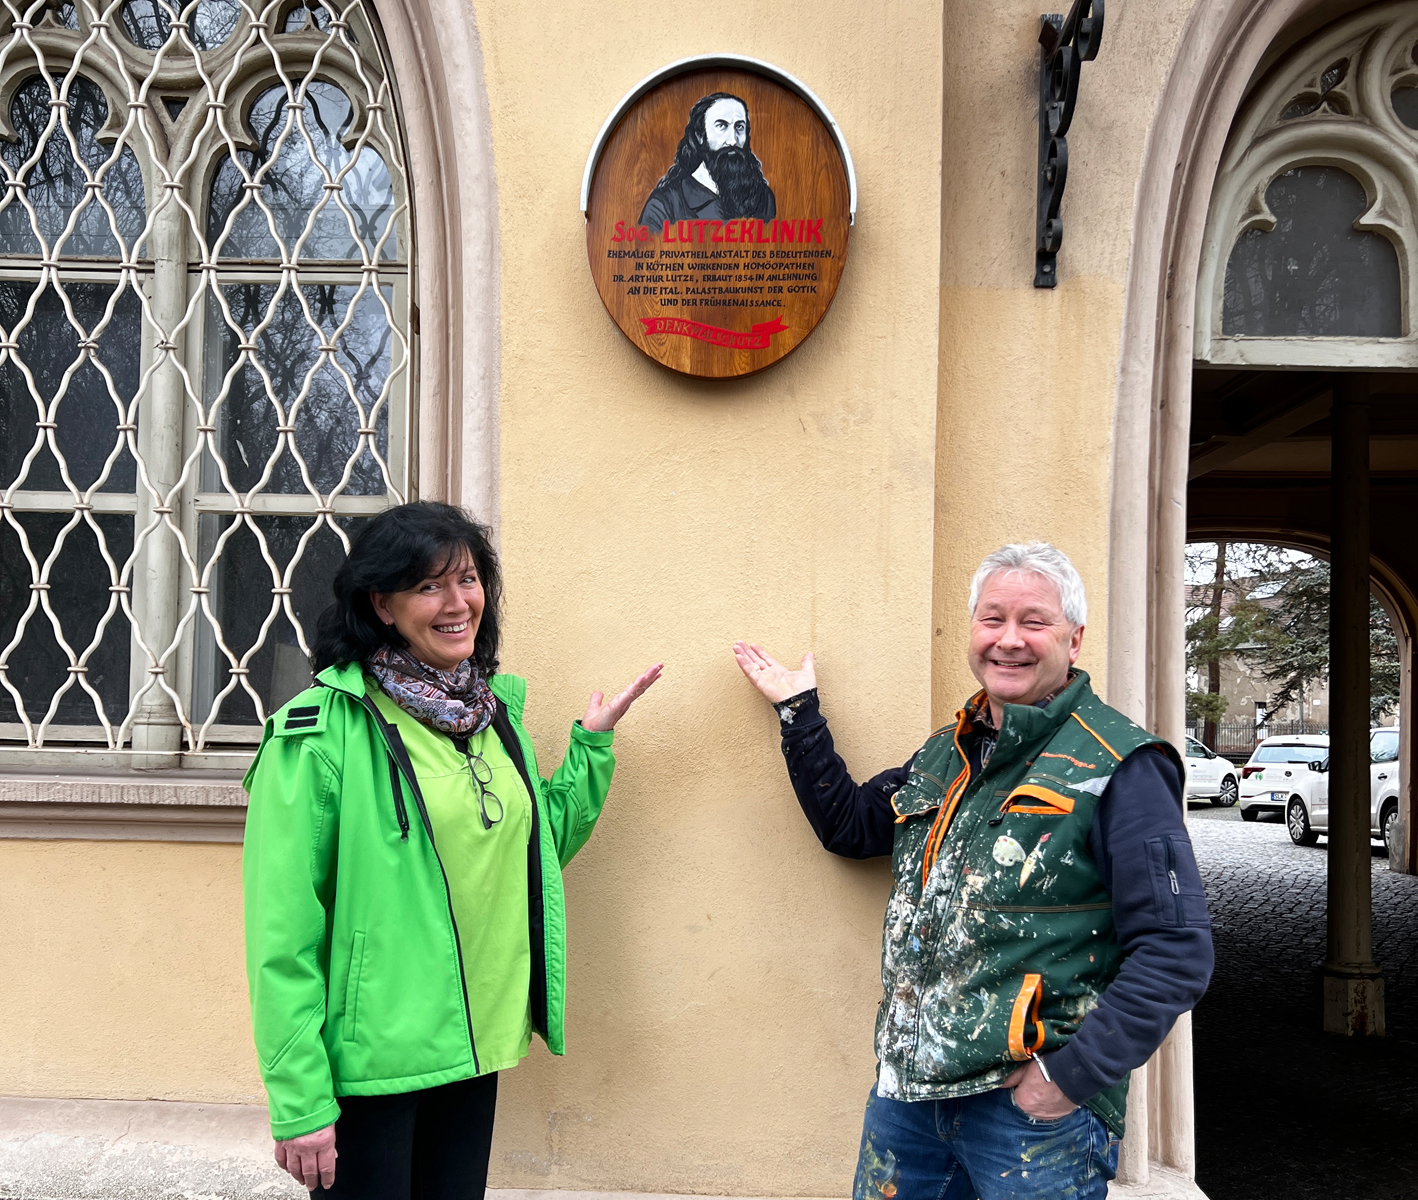 Sog. LUTZEKLINIK
EHEMALIGE PRIVATHEILANSTALT DES BEDEUTENDEN,
IN KÖTHEN WIRKENDEN HOMÖOPATHEN
DR. ARTHUR LUTZE, ERBAUT 1854 IN ANLEHNUNG
AN DIE ITAL. PALASTBAUKUNST DER GOTIK
UND DER FRÜHRENAISSANCE.
DENKMALSCHUTZ